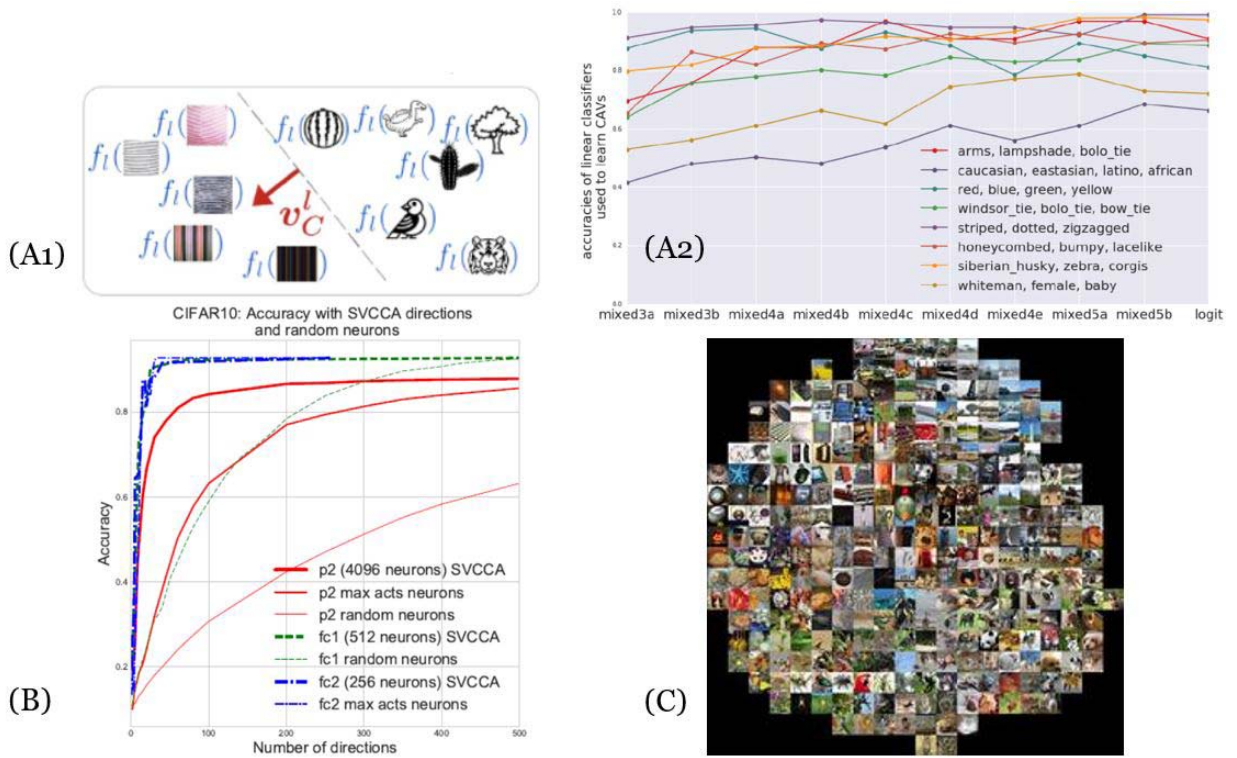 (A1)
f_l( )
f_l( )
f_l( )
f_l( )
f_l( )
f_l( )
f_l( )
f_l( )
f_l( )
f_l( )
f_l( )
v_C^l
(A2)
accuracies of linear classifiers
used to learn CAVs
1.0
0.8
0.6
0.4
0.2
0.0
arms, lampshade, bolo_tie
caucasian, eastasian, latino, african
red, blue, green, yellow
windsor_tie, bolo_tie, bow_tie
striped, dotted, zigzagged
honeycombed, bumpy, lacelike
siberian_husky, zebra, corgis
whiteman, female, baby
mixed3a mixed3b mixed4a mixed4b mixed4c mixed4d mixed4e mixed5a mixed5b logit
(B)
CIFAR10: Accuracy with SVCCA directions
and random neurons
Accuracy
0.8
0.6
0.4
0.2
p2 (4096 neurons) SVCCA
p2 max acts neurons
p2 random neurons
fc1 (512 neurons) SVCCA
fc1 random neurons
fc2 (256 neurons) SVCCA
fc2 max acts neurons
0 100 200 300 400 500
Number of directions
(C)